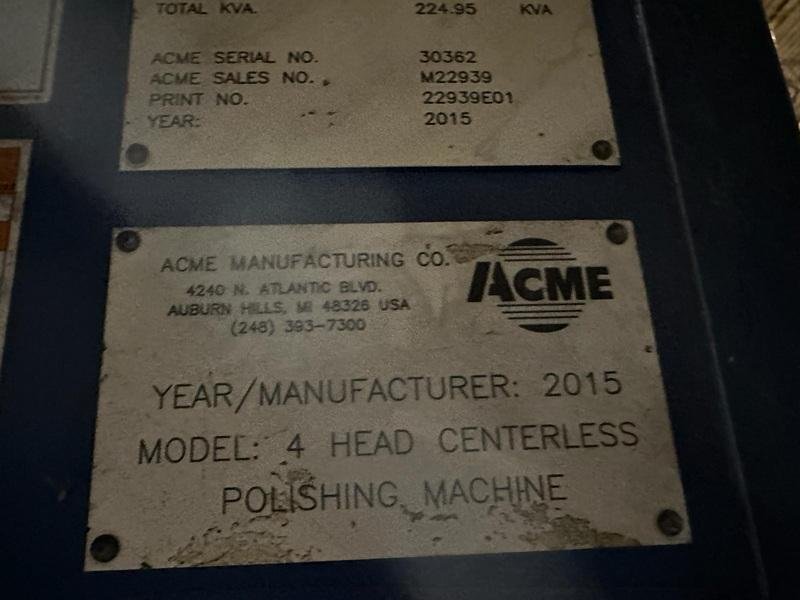 TOTAL KVA. 224.95 KVA
ACME SERIAL NO. 30362
ACME SALES NO. M22939
PRINT NO. 22939E01
YEAR: 2015
ACME MANUFACTURING CO.
4240 N. ATLANTIC BLVD.
AUBURN HILLS, MI 48326 USA
(248) 393-7300
ACME
YEAR/MANUFACTURER: 2015
MODEL: 4 HEAD CENTERLESS
POLISHING MACHINE